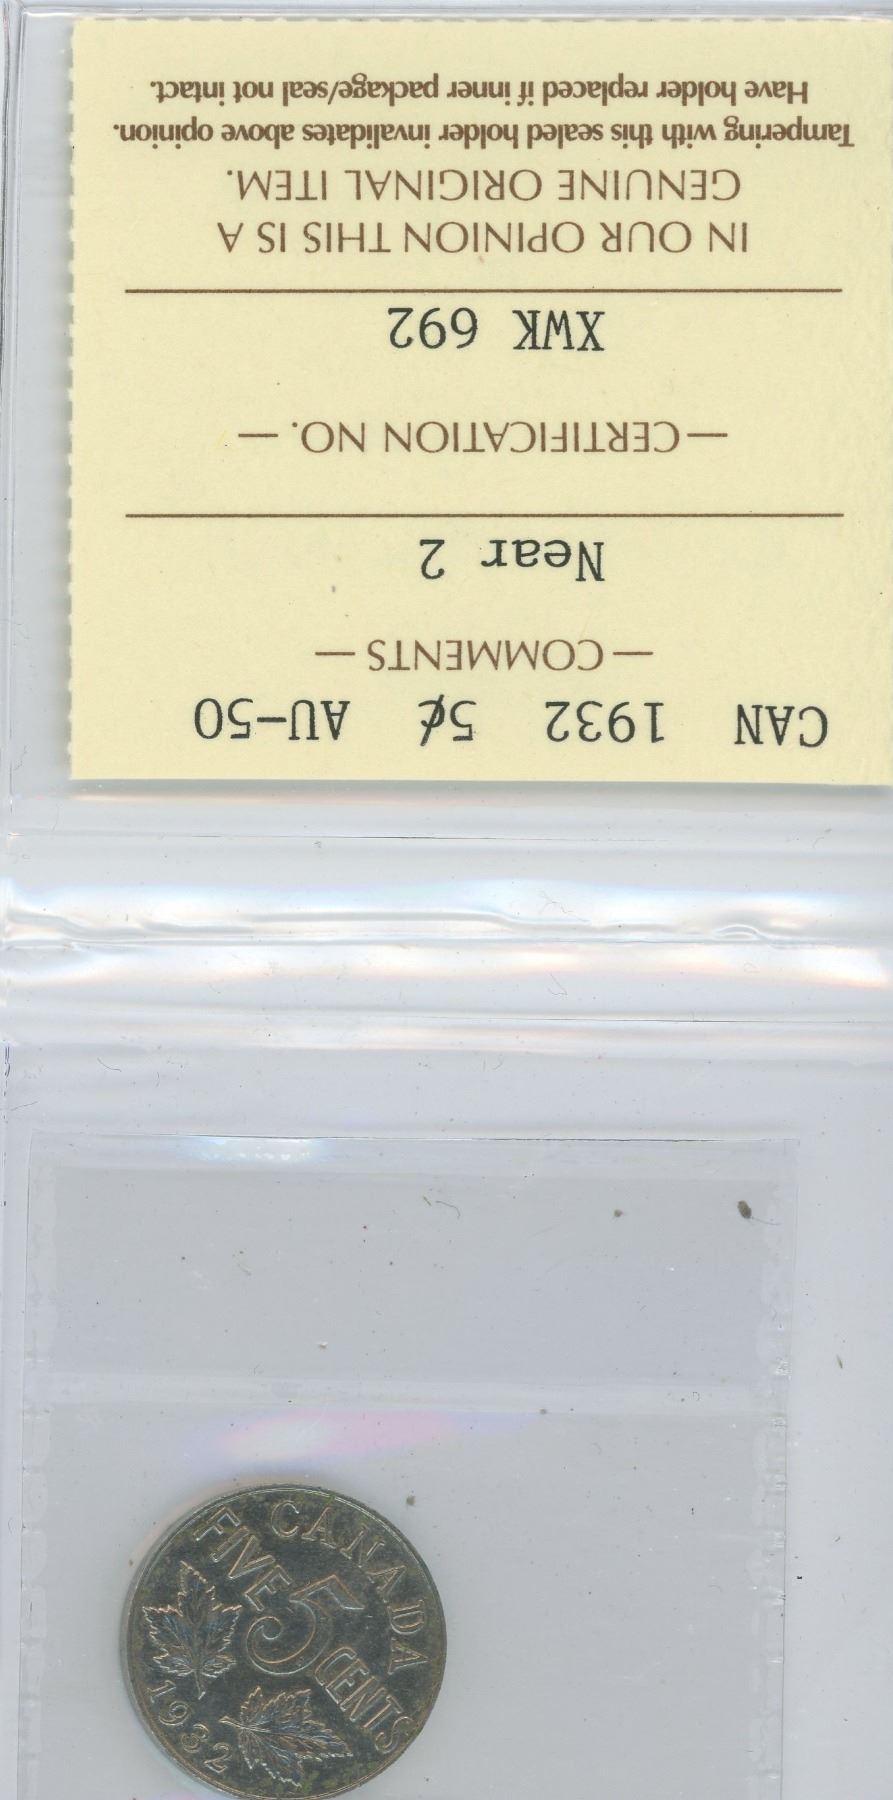 CAN 1932 5¢ AU-50
— COMMENTS —
Near 2
— CERTIFICATION NO. —
XWK 692
IN OUR OPINION THIS IS A
GENUINE ORIGINAL ITEM.
Tampering with this sealed holder invalidates above opinion.
Have holder replaced if inner package/seal not intact.
CANADA
FIVE 5 CENTS
1932